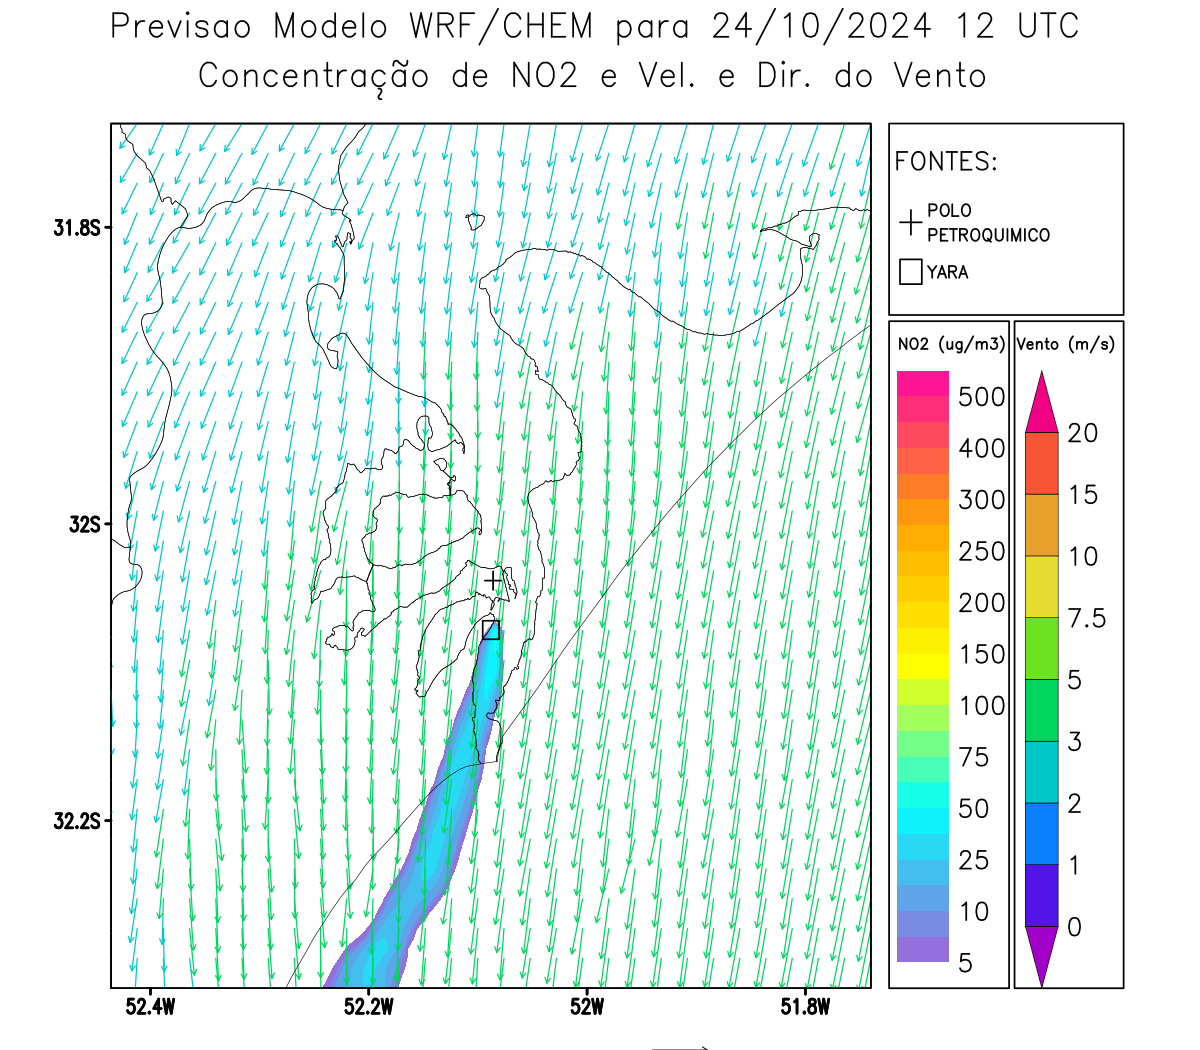 Previsao Modelo WRF/CHEM para 24/10/2024 12 UTC
Concentração de NO2 e Vel. e Dir. do Vento
FONTES:
POLO
PETROQUIMICO
YARA
NO2 (ug/m3)
500
400
300
250
200
150
100
75
50
25
10
5
Vento (m/s)
20
15
10
7.5
5
3
2
1
0
31.8S
32S
32.2S
52.4W 52.2W 52W 51.8W